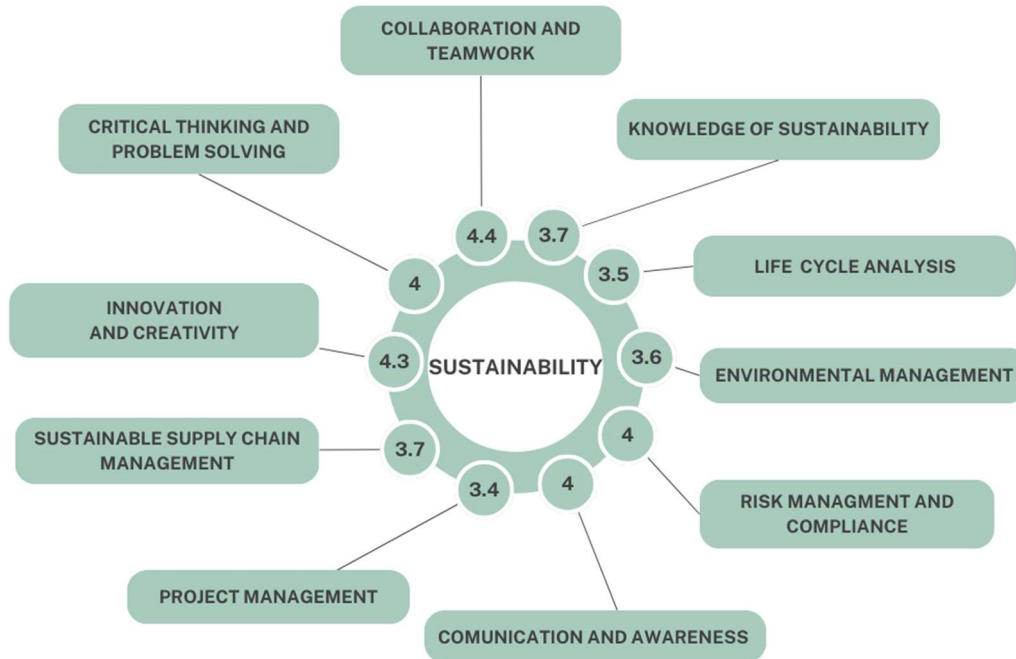 COLLABORATION AND
TEAMWORK
CRITICAL THINKING AND
PROBLEM SOLVING
KNOWLEDGE OF SUSTAINABILITY
4.4
3.7
4
3.5
LIFE CYCLE ANALYSIS
INNOVATION
AND CREATIVITY
4.3
SUSTAINABILITY
3.6
ENVIRONMENTAL MANAGEMENT
SUSTAINABLE SUPPLY CHAIN
MANAGEMENT
3.7
4
3.4
4
RISK MANAGMENT AND
COMPLIANCE
PROJECT MANAGEMENT
COMUNICATION AND AWARENESS